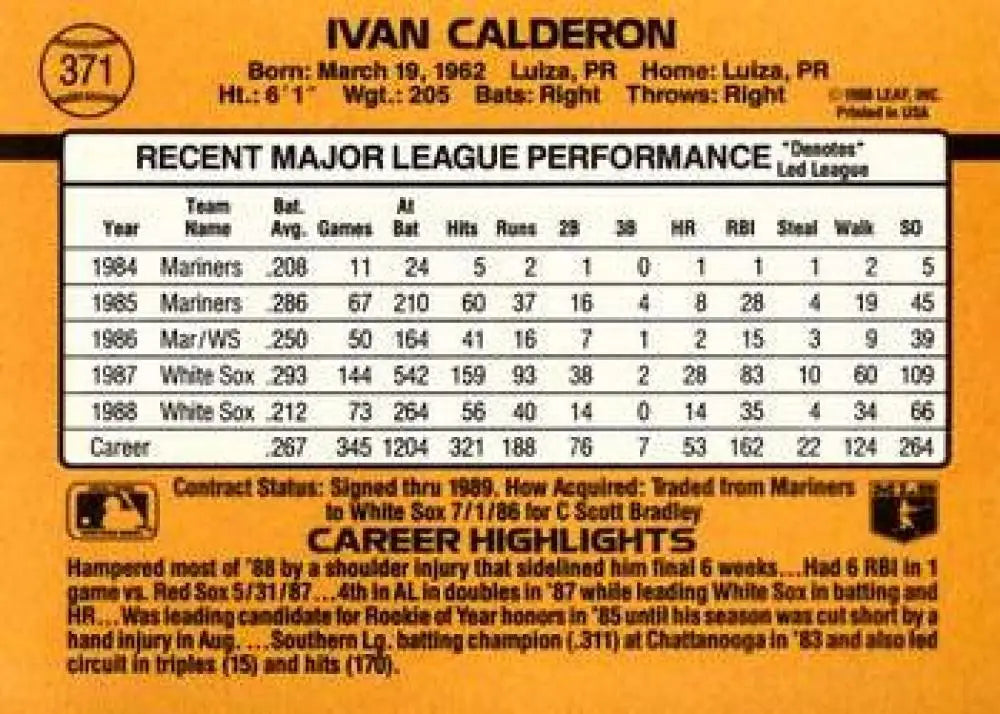 371
IVAN CALDERON
Born: March 19, 1962 Luiza, PR Home: Luiza, PR
Ht.: 6'1" Wgt.: 205 Bats: Right Throws: Right
© 1988 LEAF, INC.
Printed in USA
RECENT MAJOR LEAGUE PERFORMANCE "Denotes" Led League
Year Team Name Bat. Avg. Games At Bat Hits Runs 2B 3B HR RBI Steal Walk SO
1984 Mariners .208 11 24 5 2 1 0 1 1 1 2 5
1985 Mariners .286 67 210 60 37 16 4 8 28 4 19 45
1986 Mar/WS .250 50 164 41 16 7 1 2 15 3 9 39
1987 White Sox .293 144 542 159 93 38 2 28 83 10 60 109
1988 White Sox .212 73 264 56 40 14 0 14 35 4 34 66
Career .267 345 1204 321 188 76 7 53 162 22 124 264
Contract Status: Signed thru 1989. How Acquired: Traded from Mariners
to White Sox 7/1/86 for C Scott Bradley
CAREER HIGHLIGHTS
Hampered most of '88 by a shoulder injury that sidelined him final 6 weeks...Had 6 RBI in 1
game vs. Red Sox 5/31/87...4th in AL in doubles in '87 while leading White Sox in batting and
HR...Was leading candidate for Rookie of Year honors in '85 until his season was cut short by a
hand injury in Aug. ...Southern Lg. batting champion (.311) at Chattanooga in '83 and also led
circuit in triples (15) and hits (170).